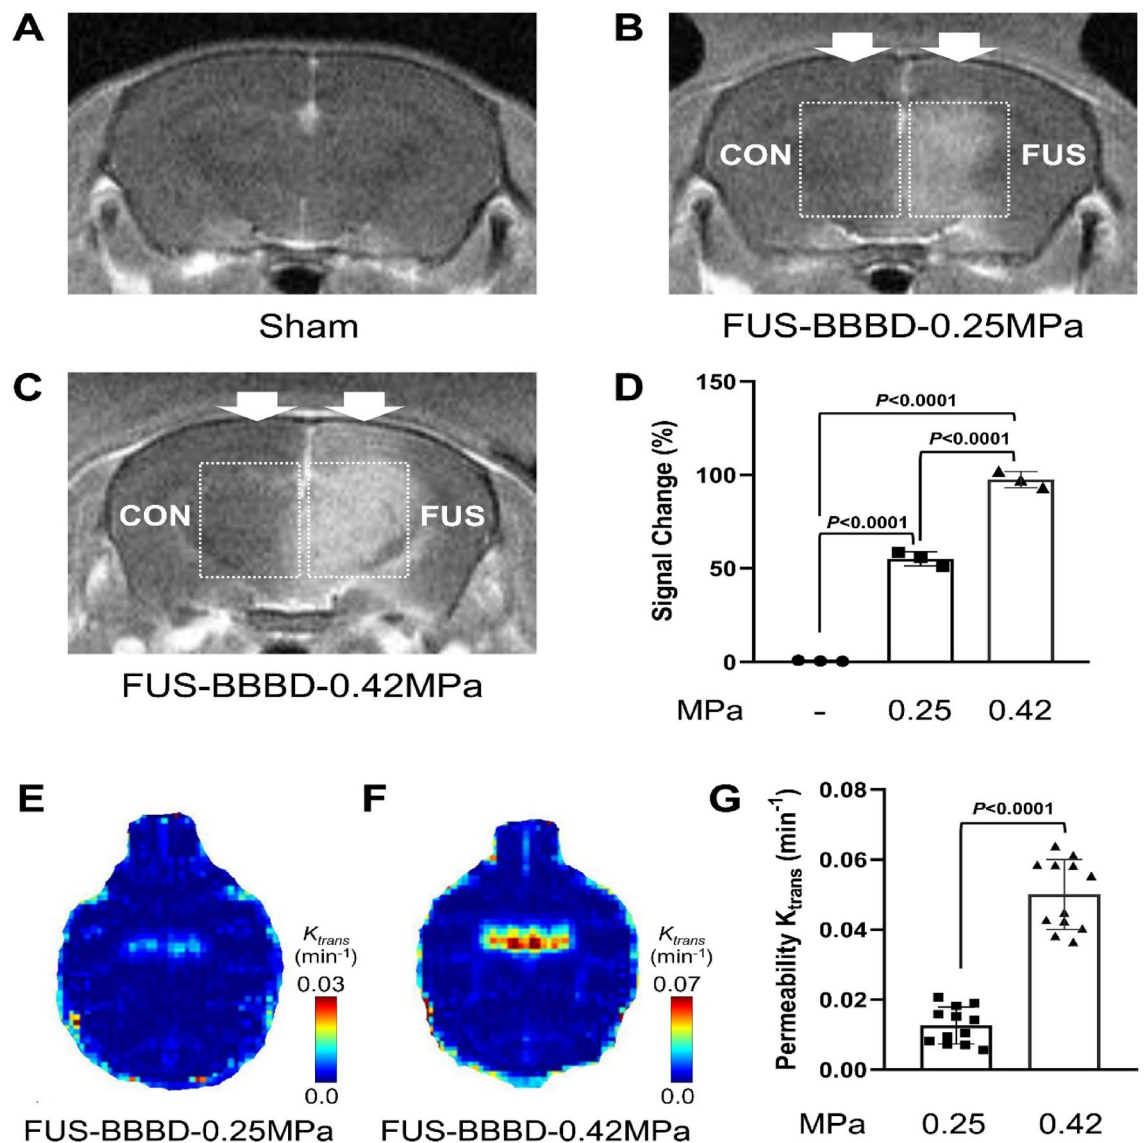 A
Sham
B
CON
FUS
FUS-BBBD-0.25MPa
C
CON
FUS
FUS-BBBD-0.42MPa
D
Signal Change (%)
150
100
50
0
P<0.0001
P<0.0001
P<0.0001
MPa - 0.25 0.42
E
Ktrans
(min-1)
0.03
0.0
FUS-BBBD-0.25MPa
F
Ktrans
(min-1)
0.07
0.0
FUS-BBBD-0.42MPa
G
Permeability Ktrans (min-1)
0.08
0.06
0.04
0.02
0.00
P<0.0001
MPa 0.25 0.42